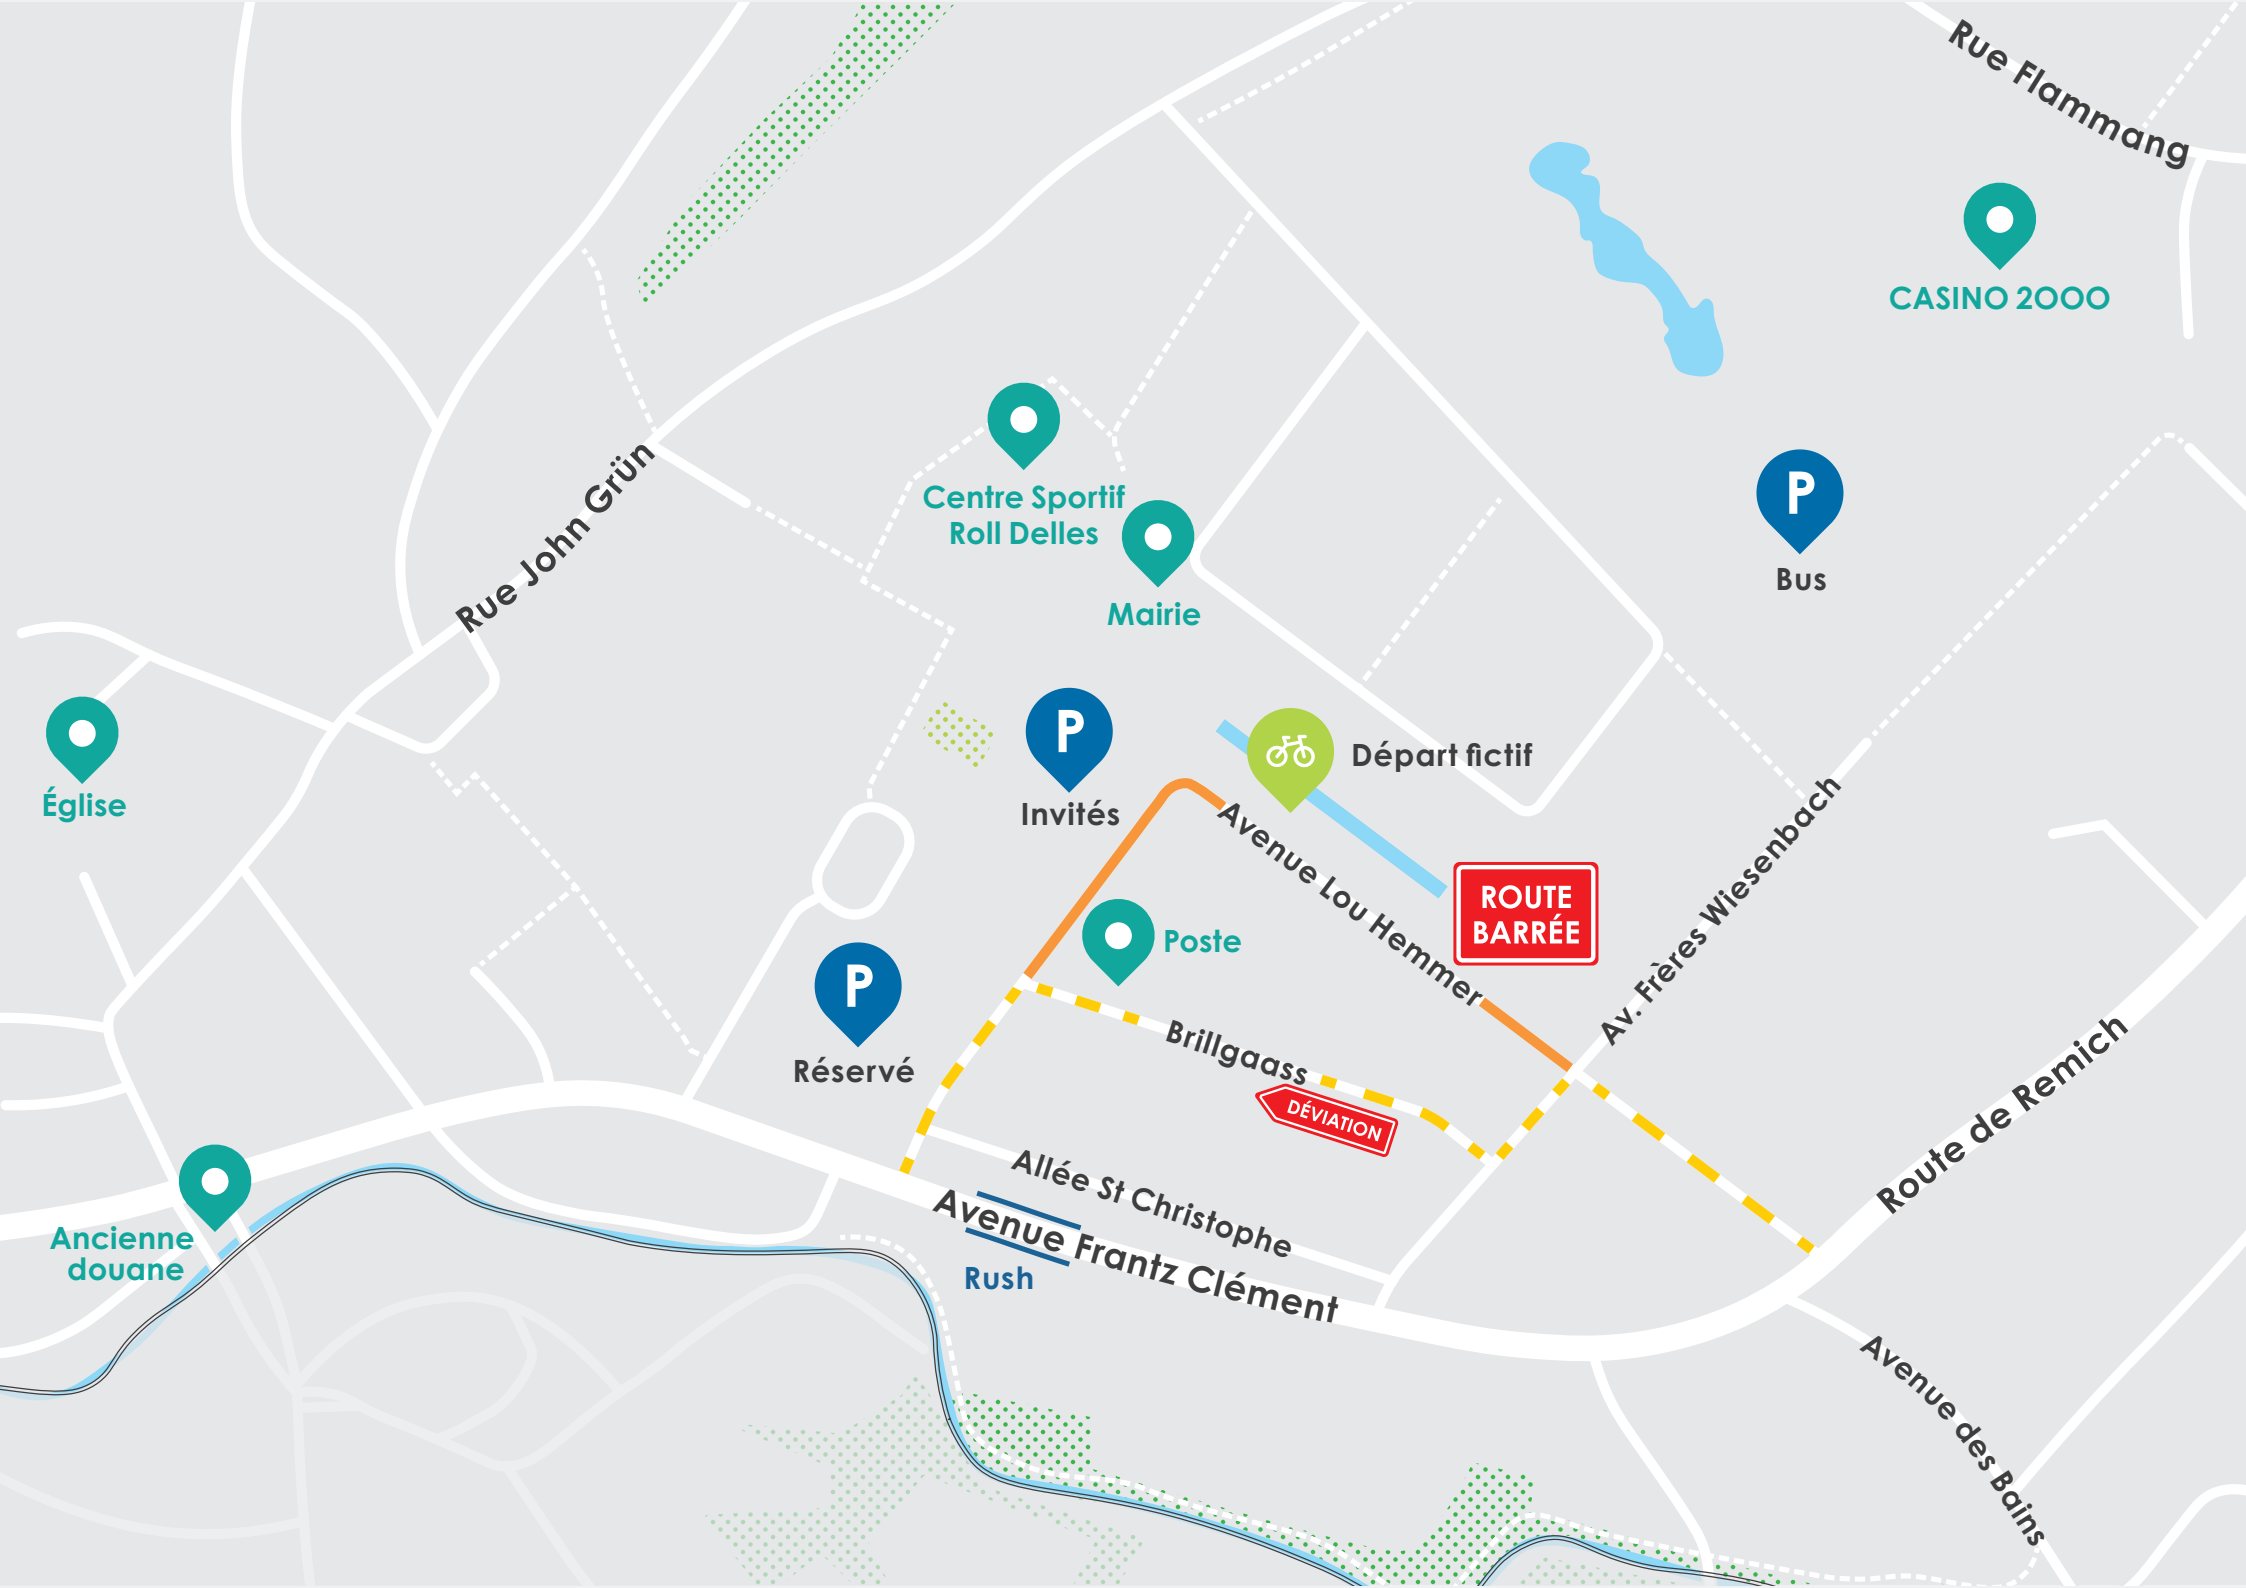 Rue Flammang
CASINO 2000
Rue John Grün
Centre Sportif
Roll Delles
P
Bus
Mairie
Église
P
Invités
Départ fictif
Avenue Lou Hemmer
Av. Frères Wiesenbach
ROUTE
BARRÉE
Poste
P
Réservé
Brillgaass
DÉVIATION
Route de Remich
Allée St Christophe
Avenue Frantz Clément
Rush
Ancienne
douane
Avenue des Bains